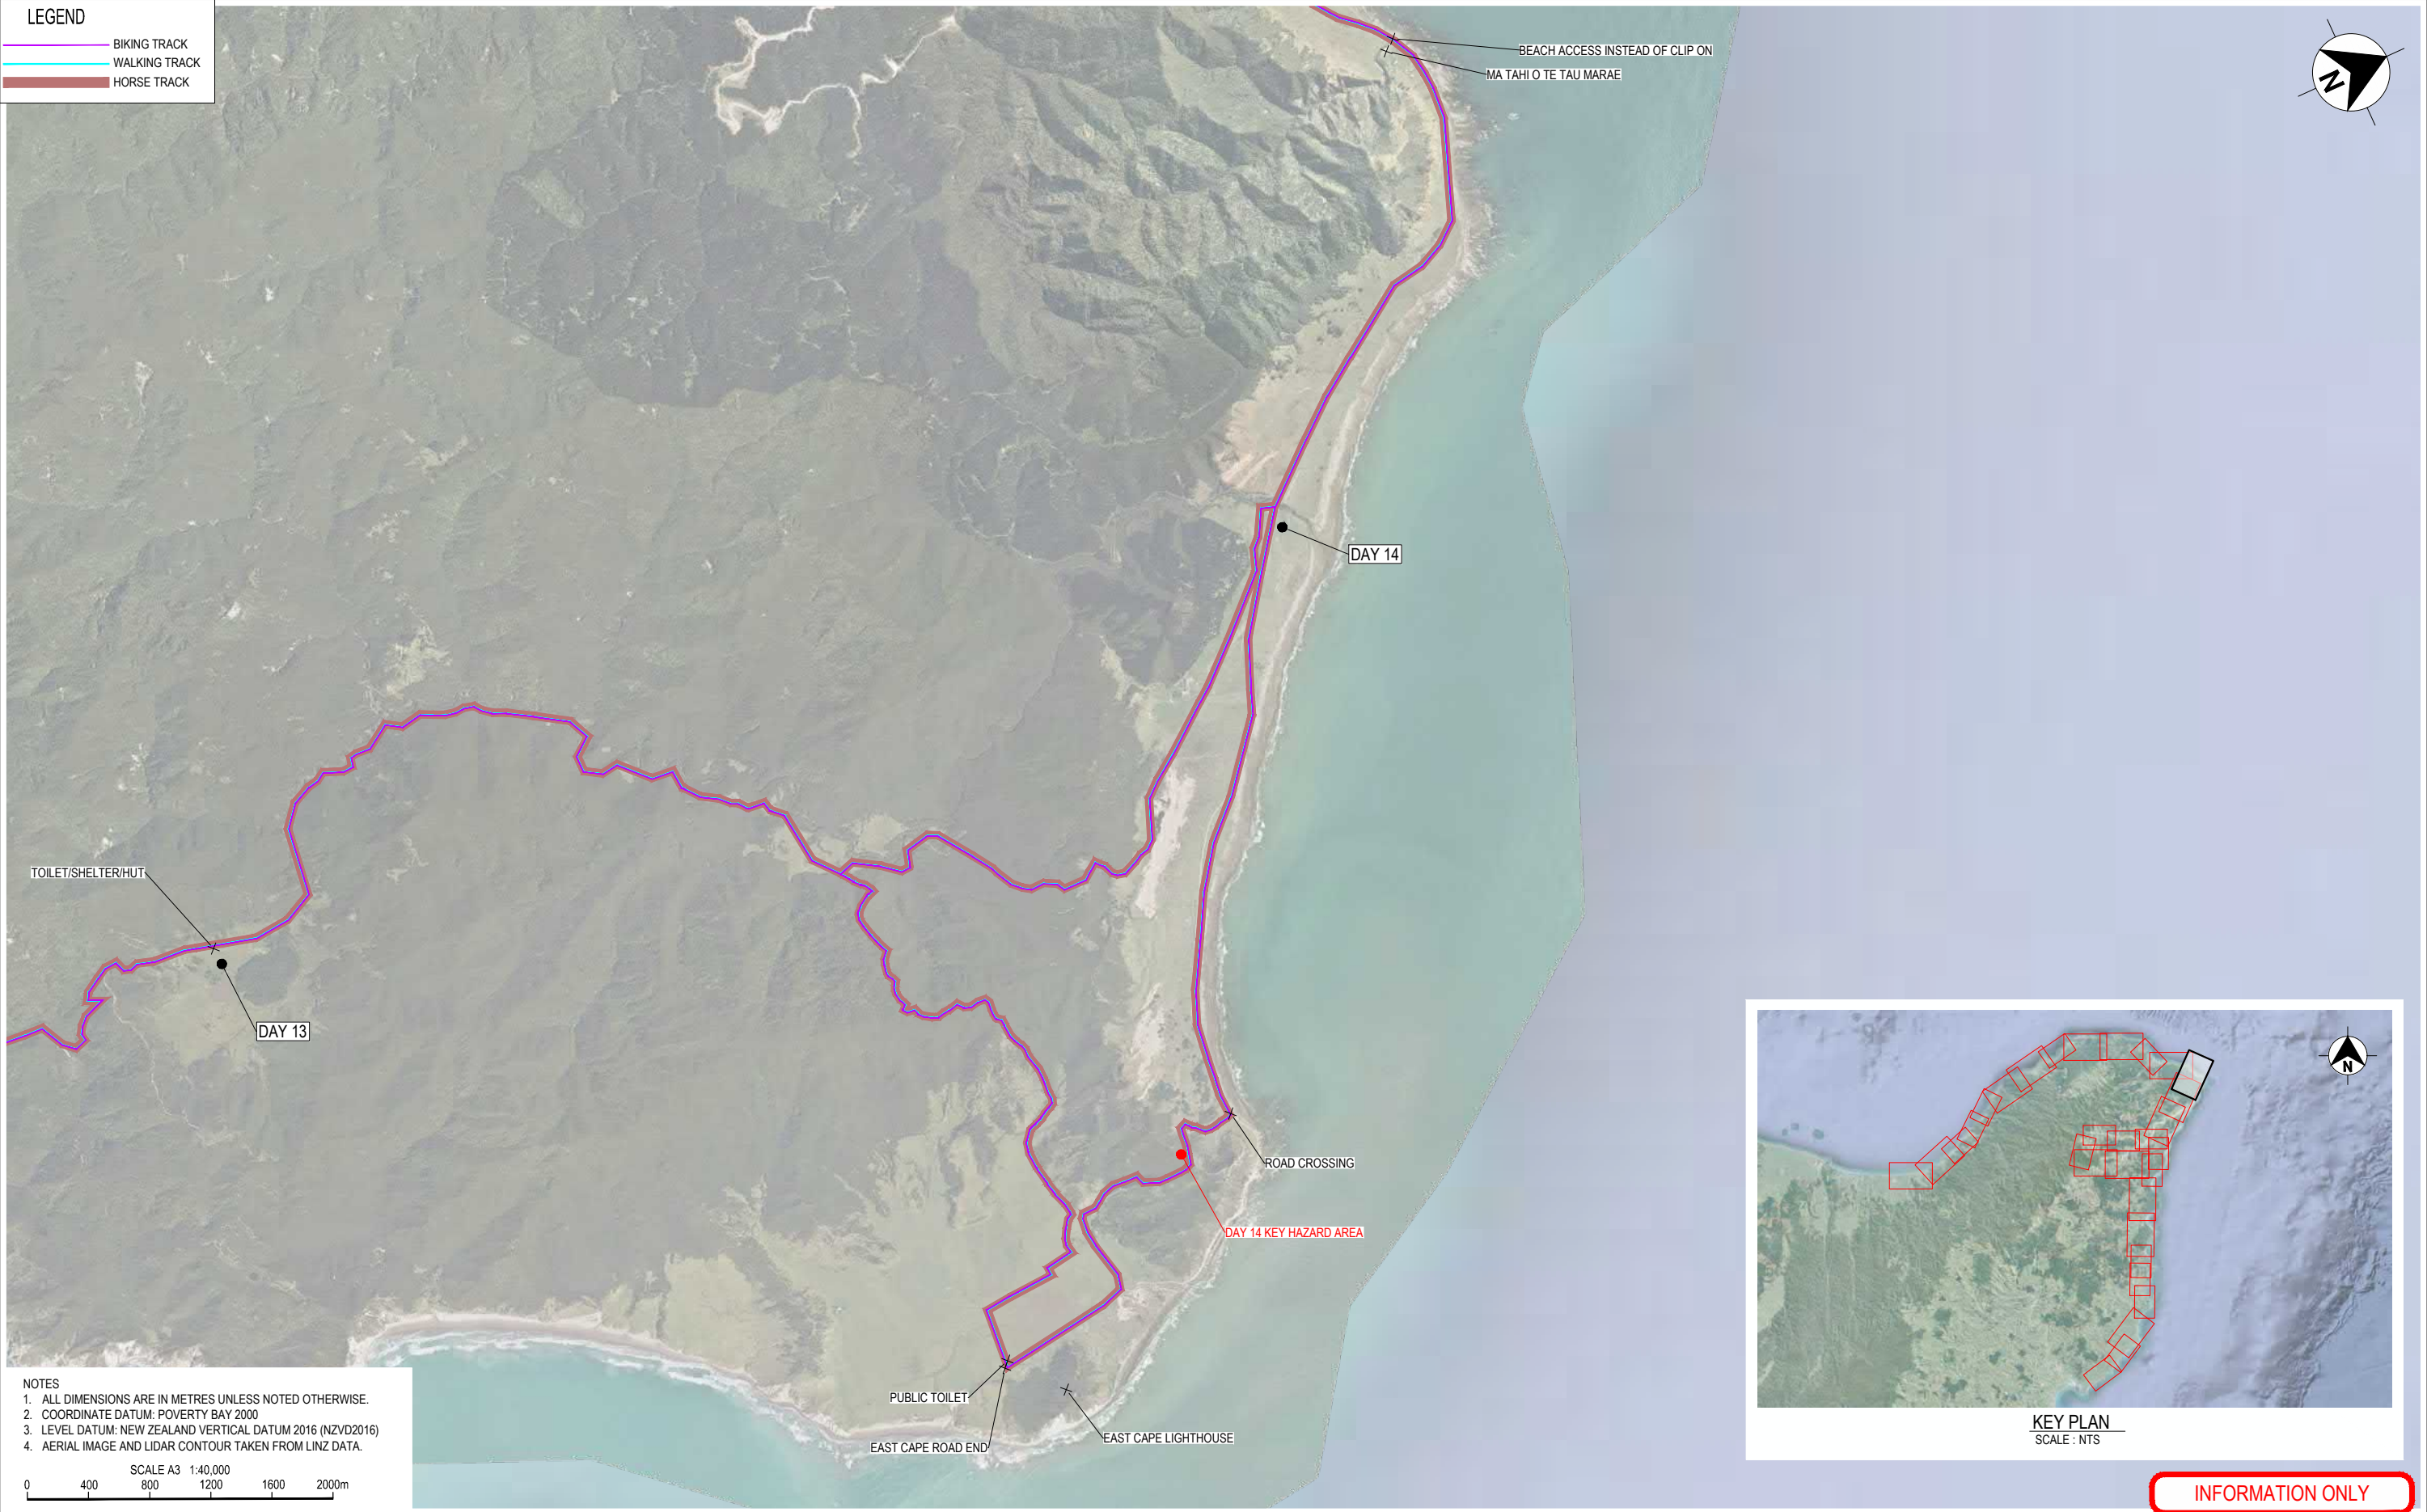 LEGEND
BIKING TRACK
WALKING TRACK
HORSE TRACK
BEACH ACCESS INSTEAD OF CLIP ON
MA TAHI O TE TAU MARAE
N
DAY 14
TOILET/SHELTER/HUT
DAY 13
ROAD CROSSING
DAY 14 KEY HAZARD AREA
PUBLIC TOILET
EAST CAPE ROAD END
EAST CAPE LIGHTHOUSE
NOTES
1. ALL DIMENSIONS ARE IN METRES UNLESS NOTED OTHERWISE.
2. COORDINATE DATUM: POVERTY BAY 2000
3. LEVEL DATUM: NEW ZEALAND VERTICAL DATUM 2016 (NZVD2016)
4. AERIAL IMAGE AND LIDAR CONTOUR TAKEN FROM LINZ DATA.
SCALE A3 1:40,000
0 400 800 1200 1600 2000m
N
KEY PLAN
SCALE : NTS
INFORMATION ONLY